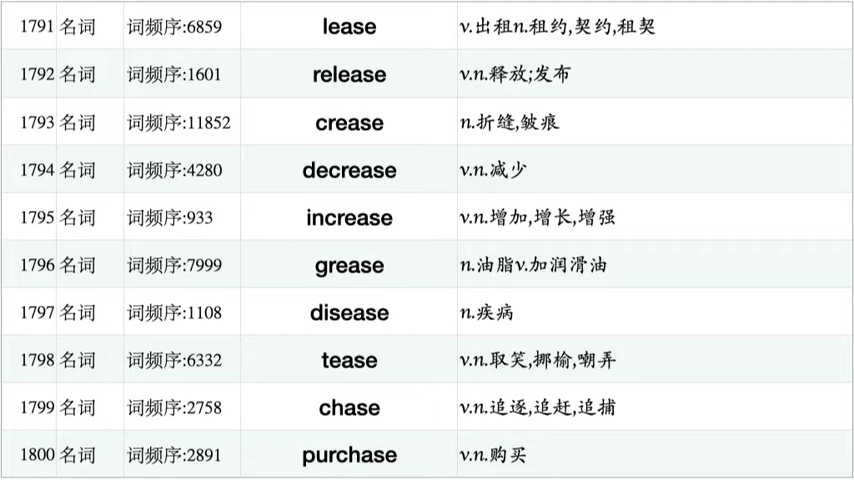 1791 名词 词频序:6859 lease v.出租n.租约,契约,租契
1792 名词 词频序:1601 release v.n.释放;发布
1793 名词 词频序:11852 crease n.折缝,皱痕
1794 名词 词频序:4280 decrease v.n.减少
1795 名词 词频序:933 increase v.n.增加,增长,增强
1796 名词 词频序:7999 grease n.油脂v.加润滑油
1797 名词 词频序:1108 disease n.疾病
1798 名词 词频序:6332 tease v.n.取笑,挪榆,嘲弄
1799 名词 词频序:2758 chase v.n.追逐,追赶,追捕
1800 名词 词频序:2891 purchase v.n.购买